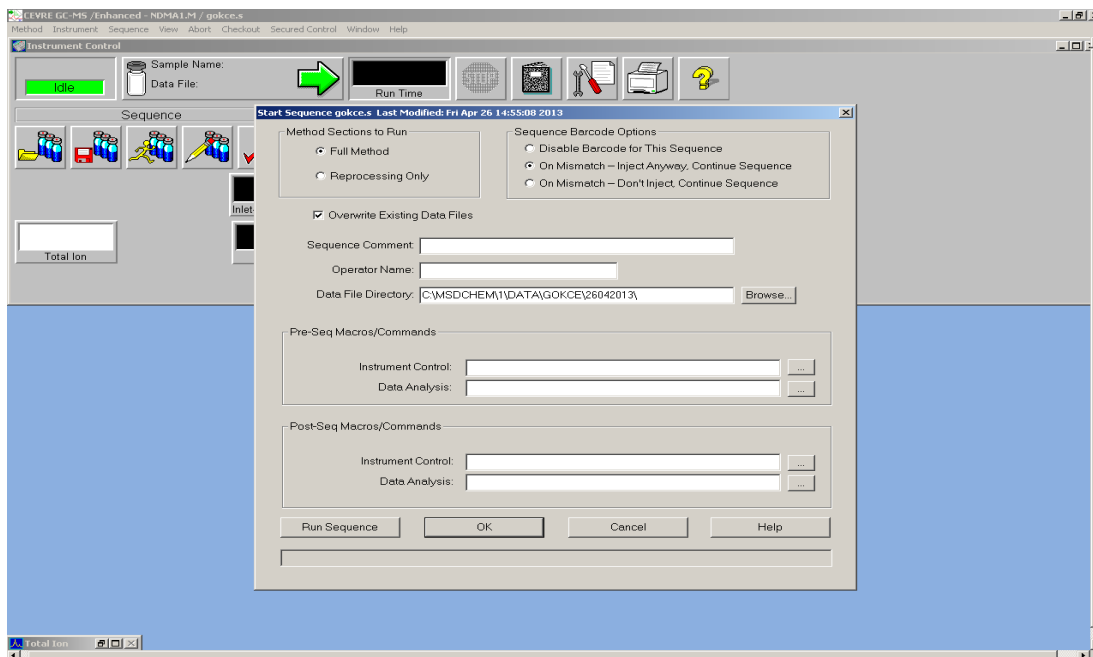 CEVRE GC-MS /Enhanced - NDMA1.M / gokce.s
Method Instrument Sequence View Abort Checkout Secured Control Window Help
Instrument Control
Sample Name:
Data File:
Idle
Run Time
Sequence
Start Sequence gokce.s Last Modified: Fri Apr 26 14:55:08 2013
Method Sections to Run
Full Method
Reprocessing Only
Sequence Barcode Options
Disable Barcode for This Sequence
On Mismatch -- Inject Anyway, Continue Sequence
On Mismatch -- Don't Inject, Continue Sequence
Inlet-
Total Ion
Overwrite Existing Data Files
Sequence Comment:
Operator Name:
Data File Directory: C:\MSDCHEM\1\DATA\GOKCE\26042013\ Browse...
Pre-Seq Macros/Commands
Instrument Control: ...
Data Analysis: ...
Post-Seq Macros/Commands
Instrument Control: ...
Data Analysis: ...
Run Sequence OK Cancel Help
Total Ion